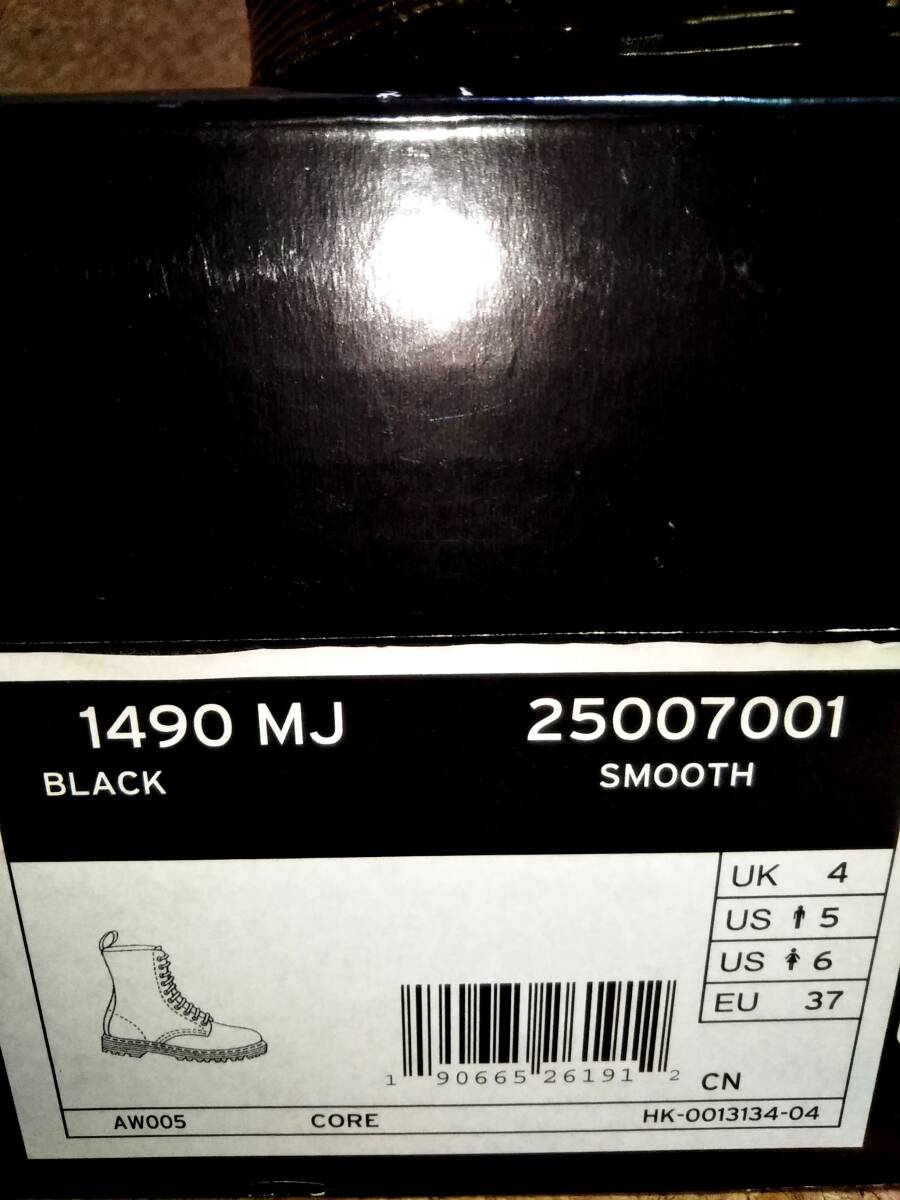 1490 MJ 25007001
BLACK SMOOTH
UK 4
US 5
US 6
EU 37
1 90665 26191 2 CN
AW005 CORE HK-0013134-04